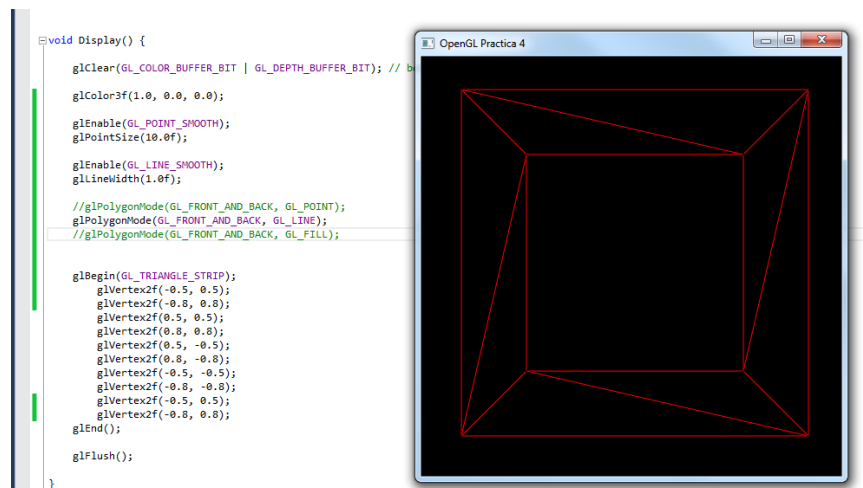 void Display() {
glClear(GL_COLOR_BUFFER_BIT | GL_DEPTH_BUFFER_BIT); // b
glColor3f(1.0, 0.0, 0.0);
glEnable(GL_POINT_SMOOTH);
glPointSize(10.0f);
glEnable(GL_LINE_SMOOTH);
glLineWidth(1.0f);
//glPolygonMode(GL_FRONT_AND_BACK, GL_POINT);
glPolygonMode(GL_FRONT_AND_BACK, GL_LINE);
//glPolygonMode(GL_FRONT_AND_BACK, GL_FILL);
glBegin(GL_TRIANGLE_STRIP);
glVertex2f(-0.5, 0.5);
glVertex2f(-0.8, 0.8);
glVertex2f(0.5, 0.5);
glVertex2f(0.8, 0.8);
glVertex2f(0.5, -0.5);
glVertex2f(0.8, -0.8);
glVertex2f(-0.5, -0.5);
glVertex2f(-0.8, -0.8);
glVertex2f(-0.5, 0.5);
glVertex2f(-0.8, 0.8);
glEnd();
glFlush();
}
OpenGL Practica 4